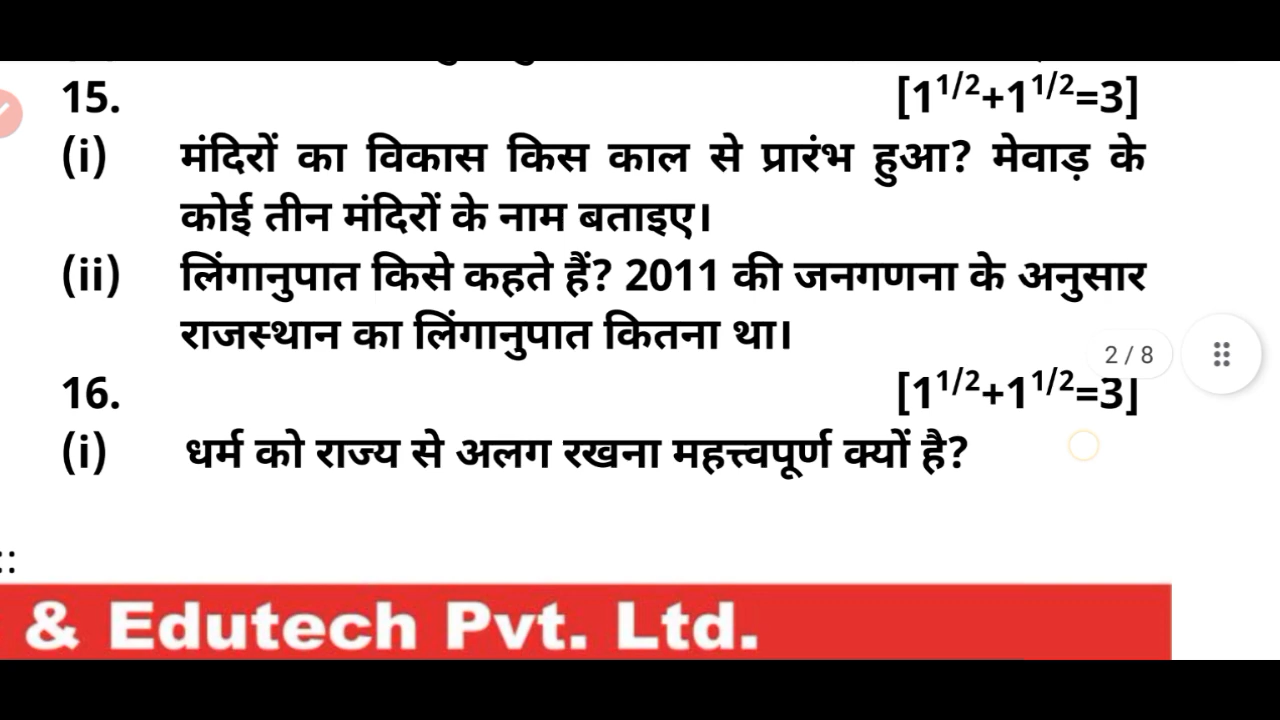 15. [1^1/2+1^1/2=3]
(i) मंदिरों का विकास किस काल से प्रारंभ हुआ? मेवाड़ के
कोई तीन मंदिरों के नाम बताइए।
(ii) लिंगानुपात किसे कहते हैं? 2011 की जनगणना के अनुसार
राजस्थान का लिंगानुपात कितना था।
2 / 8
16. [1^1/2+1^1/2=3]
(i) धर्म को राज्य से अलग रखना महत्त्वपूर्ण क्यों है?
::
& Edutech Pvt. Ltd.